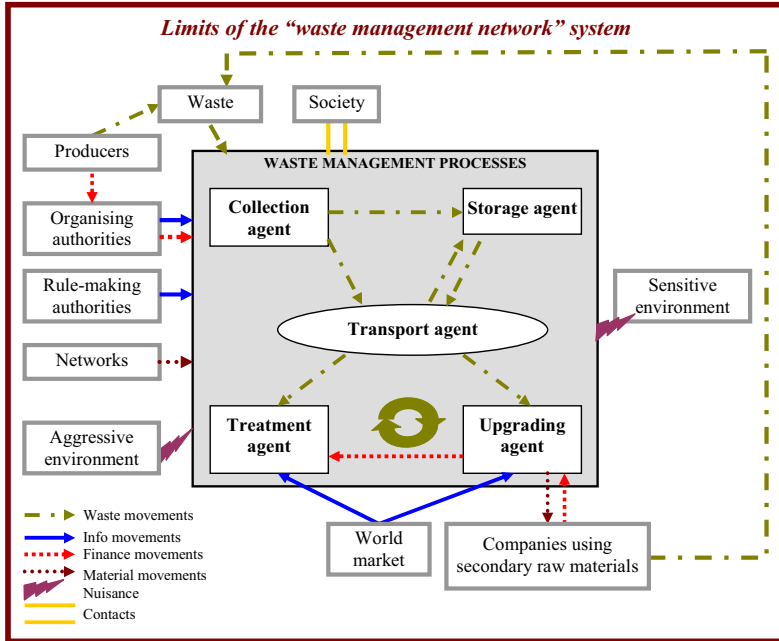 Limits of the “waste management network” system
Waste
Society
Producers
WASTE MANAGEMENT PROCESSES
Organising
authorities
Collection
agent
Storage agent
Rule-making
authorities
Sensitive
environment
Transport agent
Networks
Aggressive
environment
Treatment
agent
Upgrading
agent
World
market
Companies using
secondary raw materials
Waste movements
Info movements
Finance movements
Material movements
Nuisance
Contacts